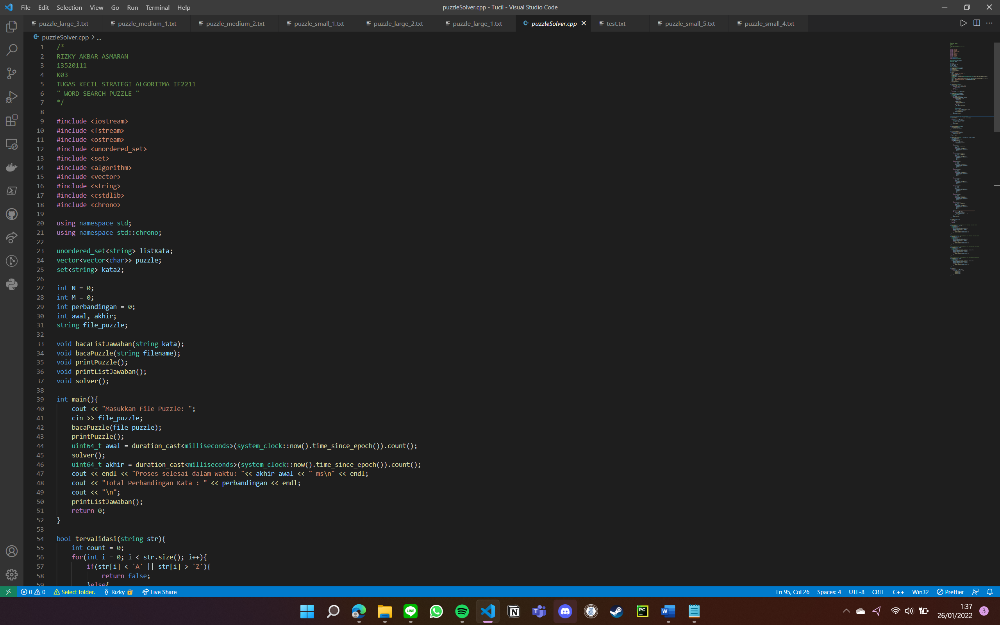 File Edit Selection View Go Run Terminal Help
puzzleSolver.cpp - Tucil - Visual Studio Code
puzzle_large_3.txt puzzle_medium_1.txt puzzle_medium_2.txt puzzle_small_1.txt puzzle_large_2.txt puzzle_large_1.txt puzzleSolver.cpp test.txt puzzle_small_5.txt puzzle_small_4.txt
puzzleSolver.cpp > ...
1 /*
2 RIZKY AKBAR ASMARAN
3 13520111
4 K03
5 TUGAS KECIL STRATEGI ALGORITMA IF2211
6 " WORD SEARCH PUZZLE "
7 */
8
9 #include <iostream>
10 #include <fstream>
11 #include <ostream>
12 #include <unordered_set>
13 #include <set>
14 #include <algorithm>
15 #include <vector>
16 #include <string>
17 #include <cstdlib>
18 #include <chrono>
19
20 using namespace std;
21 using namespace std::chrono;
22
23 unordered_set<string> listKata;
24 vector<vector<char>> puzzle;
25 set<string> kata2;
26
27 int N = 0;
28 int M = 0;
29 int perbandingan = 0;
30 int awal, akhir;
31 string file_puzzle;
32
33 void bacaListJawaban(string kata);
34 void bacaPuzzle(string filename);
35 void printPuzzle();
36 void printListJawaban();
37 void solver();
38
39 int main(){
40     cout << "Masukkan File Puzzle: ";
41     cin >> file_puzzle;
42     bacaPuzzle(file_puzzle);
43     printPuzzle();
44     uint64_t awal = duration_cast<milliseconds>(system_clock::now().time_since_epoch()).count();
45     solver();
46     uint64_t akhir = duration_cast<milliseconds>(system_clock::now().time_since_epoch()).count();
47     cout << endl << "Proses selesai dalam waktu: "<< akhir-awal << " ms\n" << endl;
48     cout << "Total Perbandingan Kata : " << perbandingan << endl;
49     cout << "\n";
50     printListJawaban();
51     return 0;
52 }
53
54 bool tervalidasi(string str){
55     int count = 0;
56     for(int i = 0; i < str.size(); i++){
57         if(str[i] < 'A' || str[i] > 'Z'){
58             return false;
59         }else{
0 0 Select folder. Rizky Live Share
Ln 95, Col 26 Spaces: 4 UTF-8 CRLF C++ Win32 Prettier
LINE
N
T
PC
W
1:37
26/01/2022
3